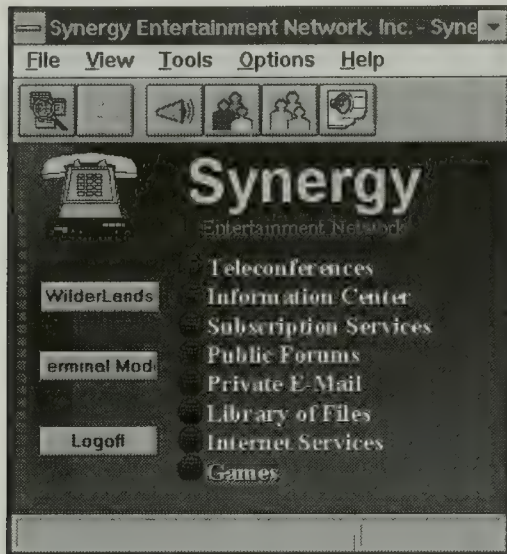 Synergy Entertainment Network, Inc. - Syne
File View Tools Options Help
Synergy
Entertainment Network
Teleconferences
Information Center
Subscription Services
Public Forums
Private E-Mail
Library of Files
Internet Services
Games
WilderLands
erminal Mod
Logoff